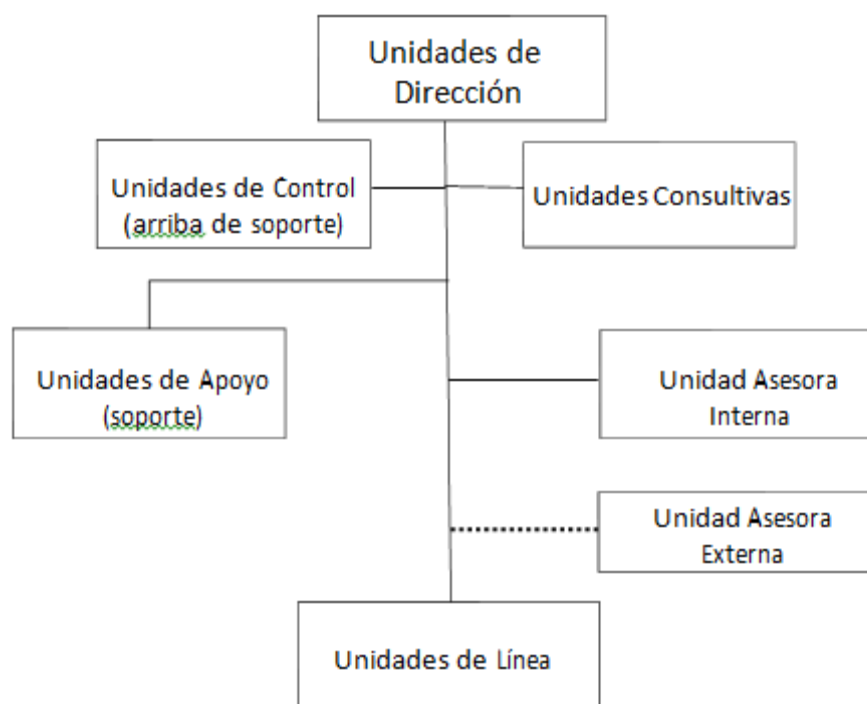 Unidades de
Dirección
Unidades de Control
(arriba de soporte)
Unidades Consultivas
Unidades de Apoyo
(soporte)
Unidad Asesora
Interna
Unidad Asesora
Externa
Unidades de Línea